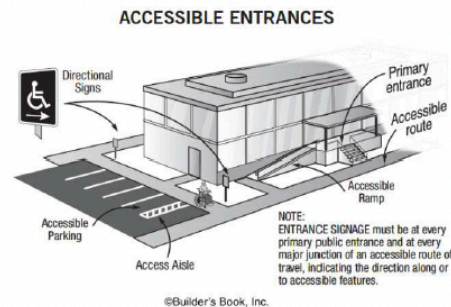 ACCESSIBLE ENTRANCES
Directional
Signs
Primary
entrance
Accessible
route
Accessible
Ramp
Accessible
Parking
Access Aisle
NOTE:
ENTRANCE SIGNAGE must be at every
primary public entrance and at every
major junction of an accessible route of
travel, indicating the direction along or
to accessible features.
©Builder's Book, Inc.